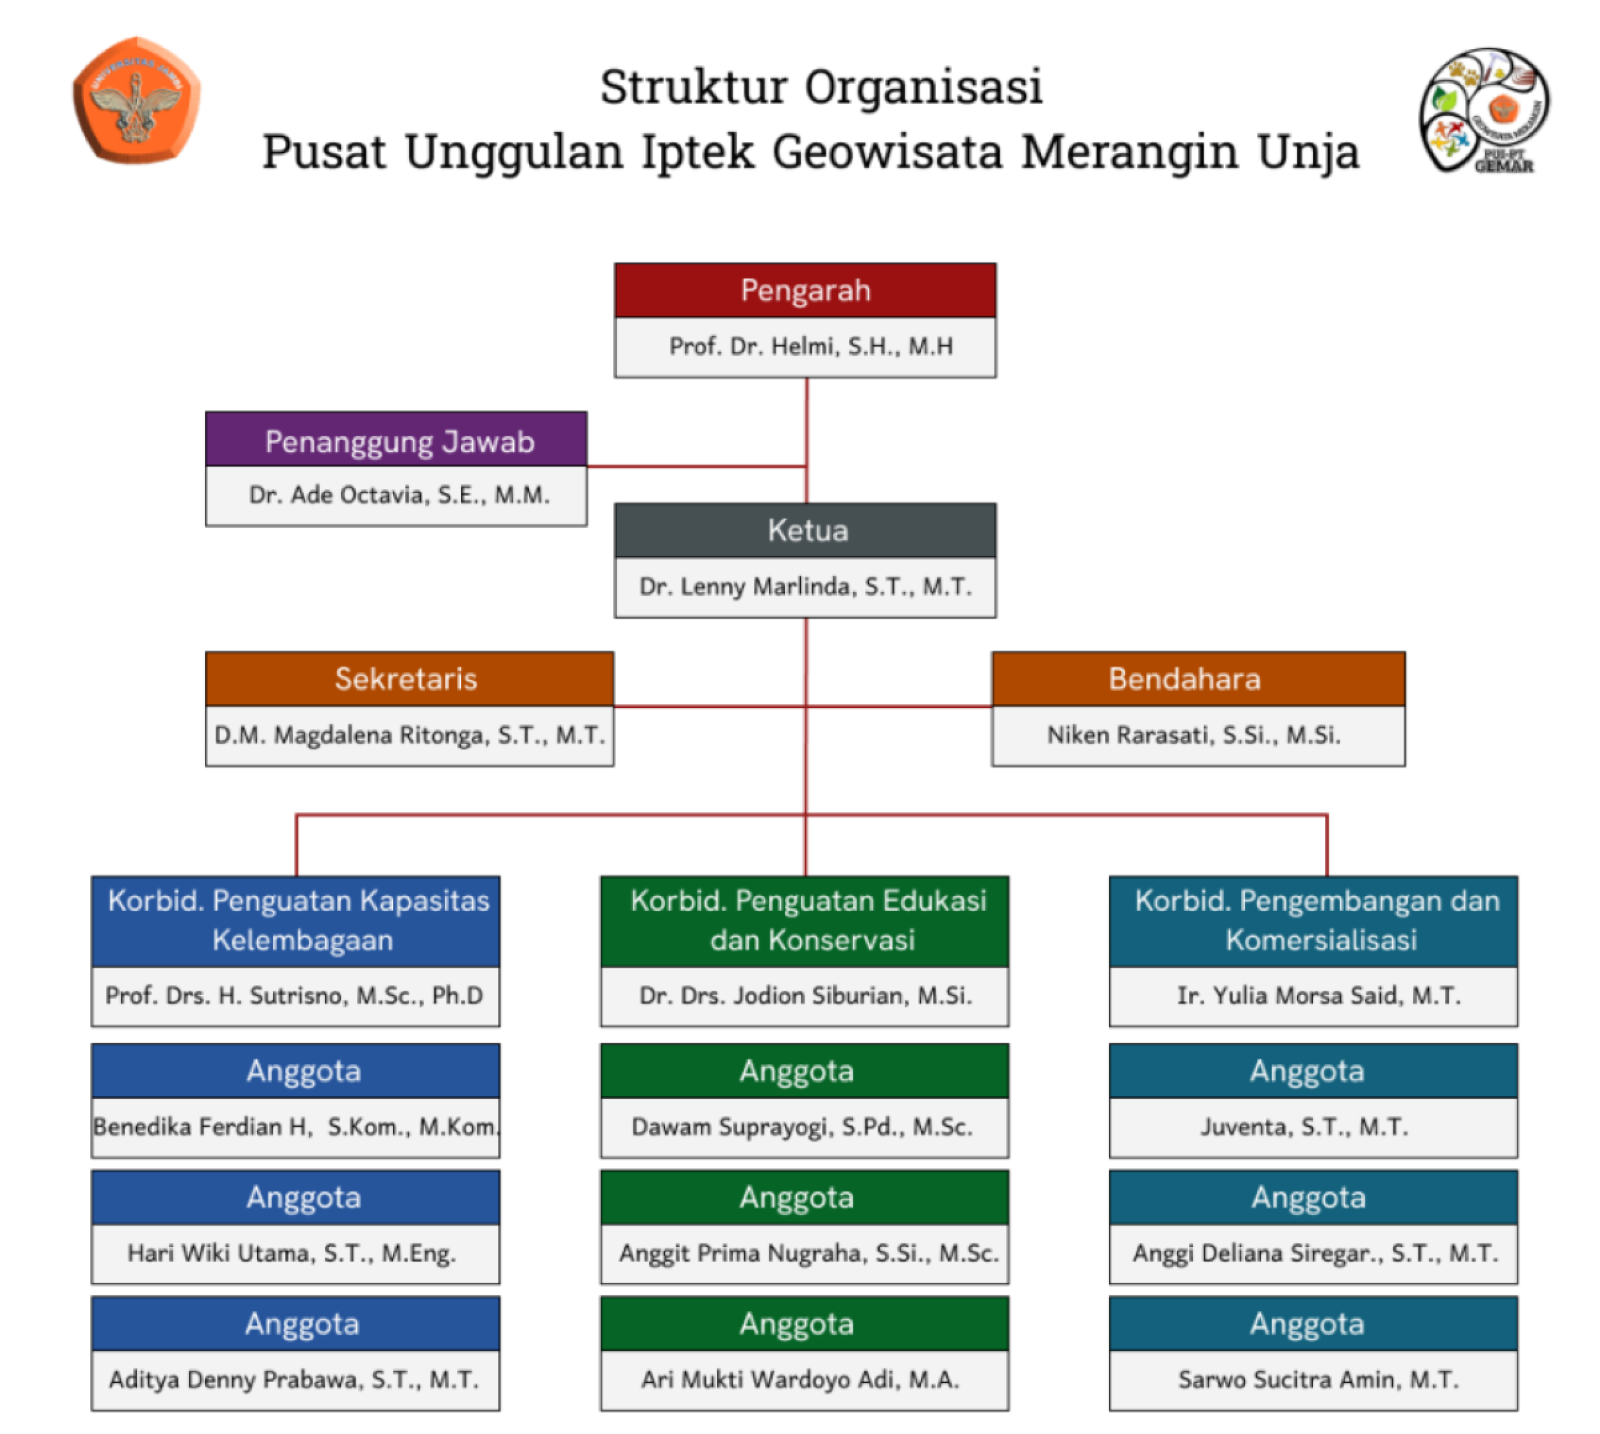 UNIVERSITAS JAMBI
Struktur Organisasi
Pusat Unggulan Iptek Geowisata Merangin Unja
GEOWISATA MERANGIN
PUI-PT
GEMAR
Pengarah
Prof. Dr. Helmi, S.H., M.H
Penanggung Jawab
Dr. Ade Octavia, S.E., M.M.
Ketua
Dr. Lenny Marlinda, S.T., M.T.
Sekretaris
D.M. Magdalena Ritonga, S.T., M.T.
Bendahara
Niken Rarasati, S.Si., M.Si.
Korbid. Penguatan Kapasitas
Kelembagaan
Prof. Drs. H. Sutrisno, M.Sc., Ph.D
Anggota
Benedika Ferdian H,  S.Kom., M.Kom.
Anggota
Hari Wiki Utama, S.T., M.Eng.
Anggota
Aditya Denny Prabawa, S.T., M.T.
Korbid. Penguatan Edukasi
dan Konservasi
Dr. Drs. Jodion Siburian, M.Si.
Anggota
Dawam Suprayogi, S.Pd., M.Sc.
Anggota
Anggit Prima Nugraha, S.Si., M.Sc.
Anggota
Ari Mukti Wardoyo Adi, M.A.
Korbid. Pengembangan dan
Komersialisasi
Ir. Yulia Morsa Said, M.T.
Anggota
Juventa, S.T., M.T.
Anggota
Anggi Deliana Siregar., S.T., M.T.
Anggota
Sarwo Sucitra Amin, M.T.